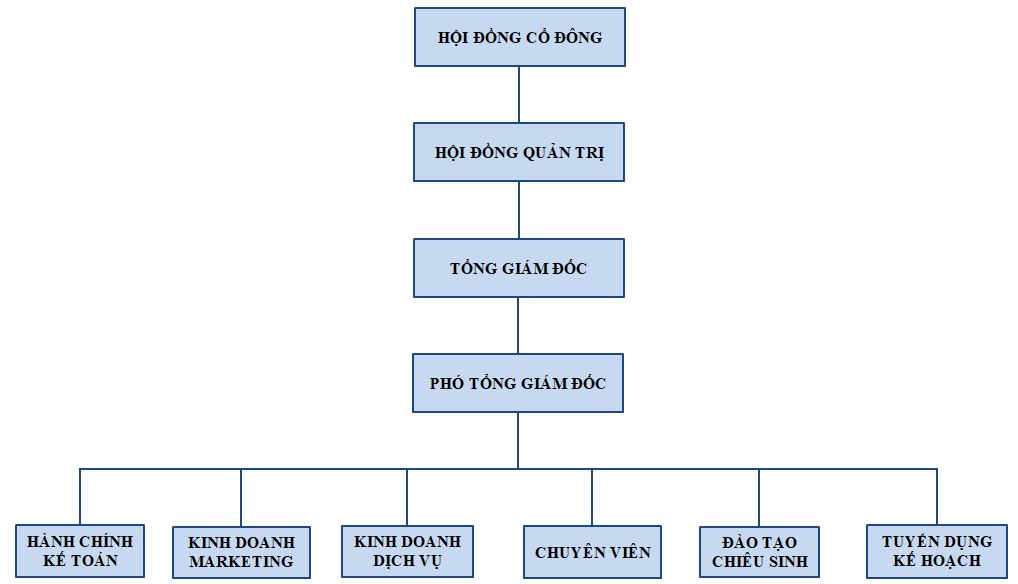 HỘI ĐỒNG CỔ ĐÔNG
HỘI ĐỒNG QUẢN TRỊ
TỔNG GIÁM ĐỐC
PHÓ TỔNG GIÁM ĐỐC
HÀNH CHÍNH
KẾ TOÁN
KINH DOANH
MARKETING
KINH DOANH
DỊCH VỤ
CHUYÊN VIÊN
ĐÀO TẠO
CHIÊU SINH
TUYỂN DỤNG
KẾ HOẠCH